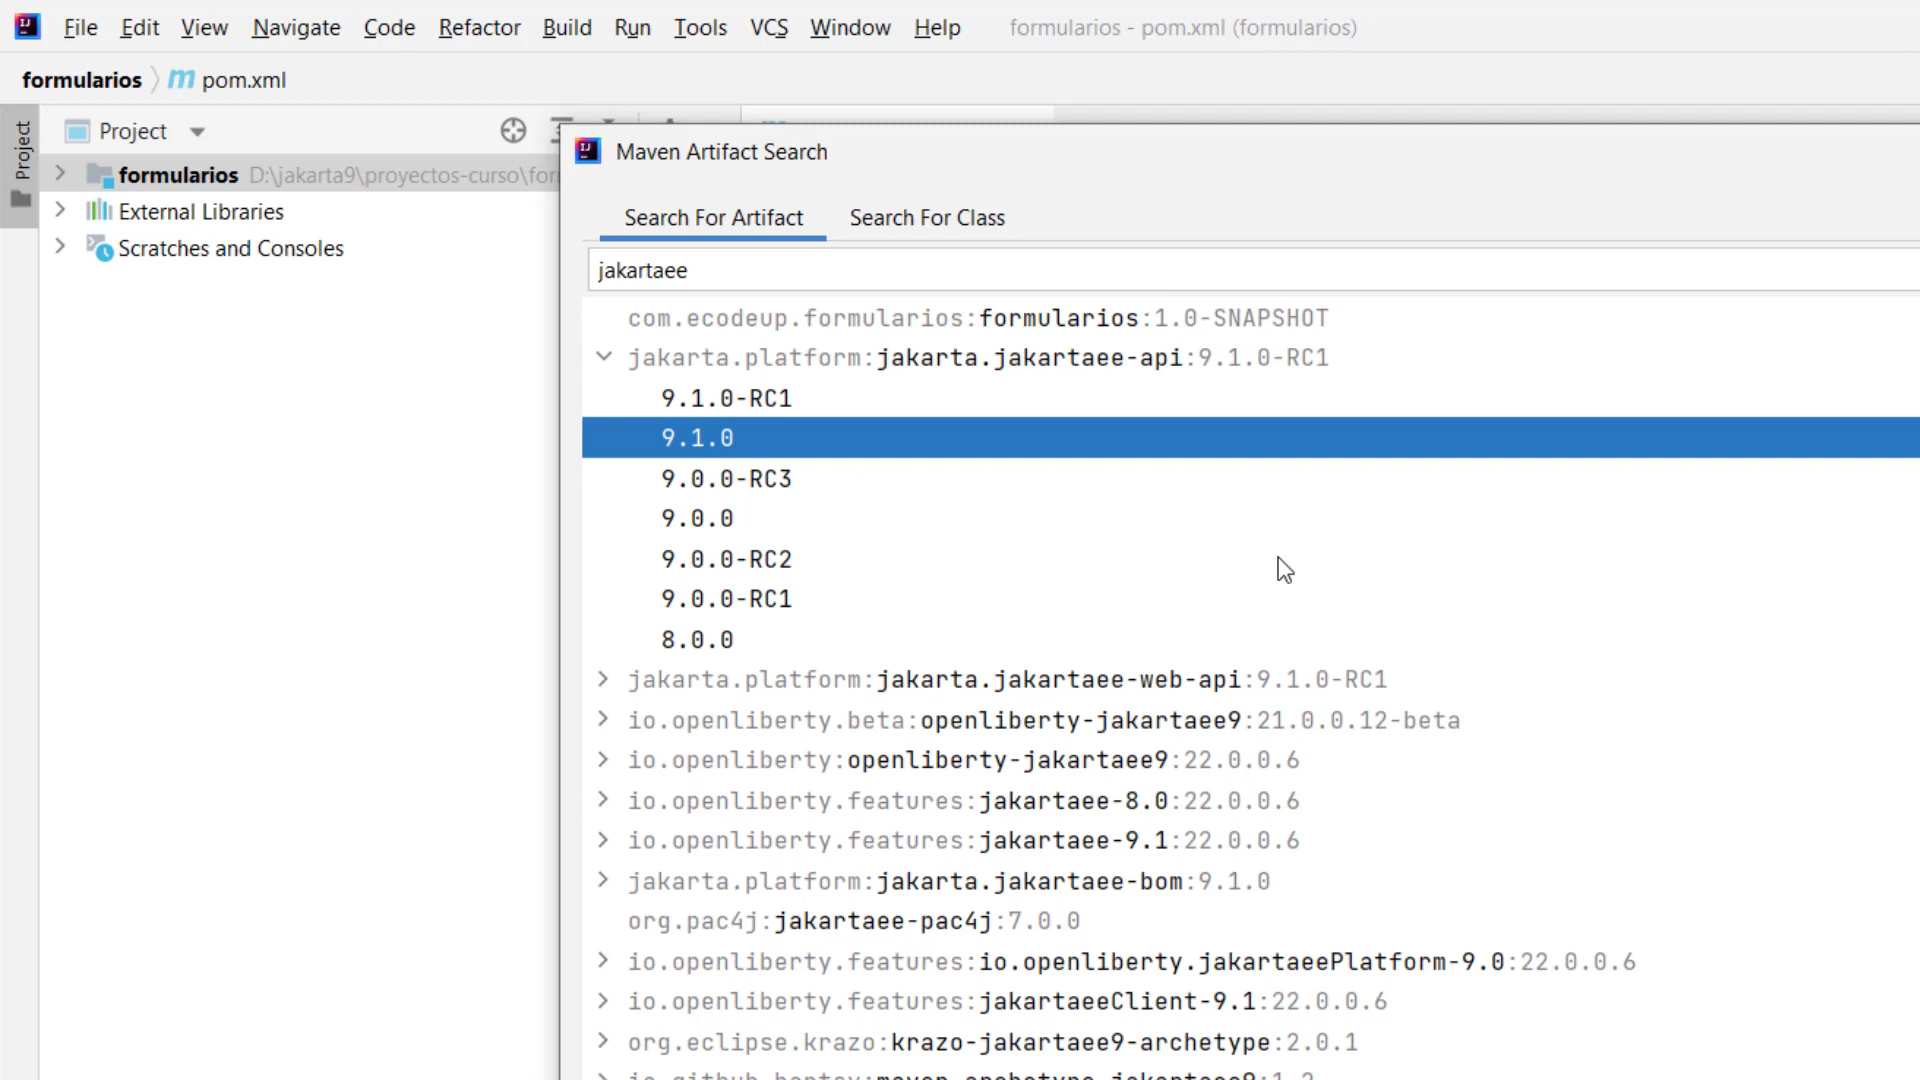 File Edit View Navigate Code Refactor Build Run Tools VCS Window Help formularios - pom.xml (formularios)
formularios pom.xml
Project
Project
formularios D:\jakarta9\proyectos-curso\for
External Libraries
Scratches and Consoles
Maven Artifact Search
Search For Artifact Search For Class
jakartaee
com.ecodeup.formularios:formularios:1.0-SNAPSHOT
jakarta.platform:jakarta.jakartaee-api:9.1.0-RC1
9.1.0-RC1
9.1.0
9.0.0-RC3
9.0.0
9.0.0-RC2
9.0.0-RC1
8.0.0
jakarta.platform:jakarta.jakartaee-web-api:9.1.0-RC1
io.openliberty.beta:openliberty-jakartaee9:21.0.0.12-beta
io.openliberty:openliberty-jakartaee9:22.0.0.6
io.openliberty.features:jakartaee-8.0:22.0.0.6
io.openliberty.features:jakartaee-9.1:22.0.0.6
jakarta.platform:jakarta.jakartaee-bom:9.1.0
org.pac4j:jakartaee-pac4j:7.0.0
io.openliberty.features:io.openliberty.jakartaeePlatform-9.0:22.0.0.6
io.openliberty.features:jakartaeeClient-9.1:22.0.0.6
org.eclipse.krazo:krazo-jakartaee9-archetype:2.0.1